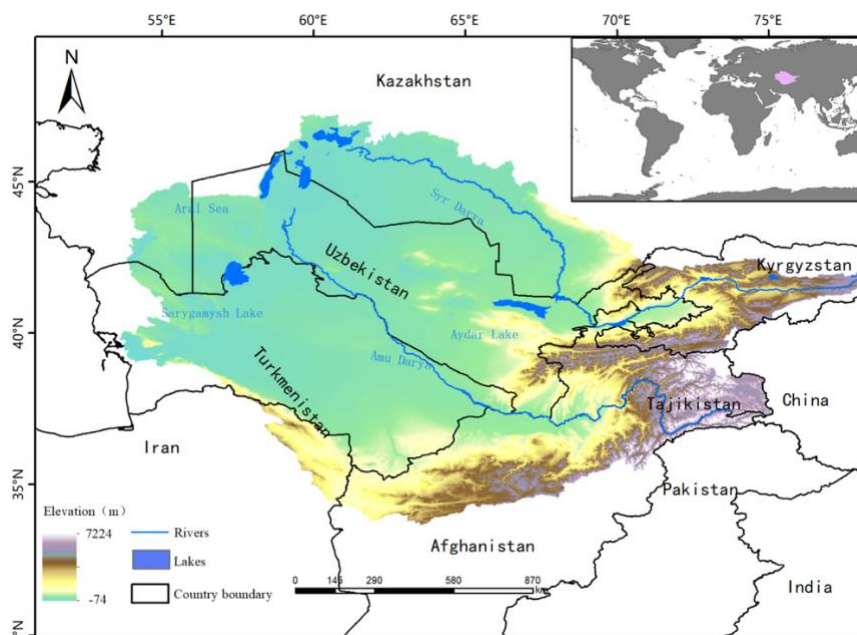 55°E 60°E 65°E 70°E 75°E
N
Kazakhstan
45°N
Aral Sea
Syr Darya
Uzbekistan
Kyrgyzstan
Sarygamysh Lake
40°N
Aydar Lake
Amu Darya
Turkmenistan
Tajikistan
China
Iran
35°N
Pakistan
Elevation（m）
7224
-74
Rivers
Lakes
Country boundary
Afghanistan
0 145 290 580 870
km
India